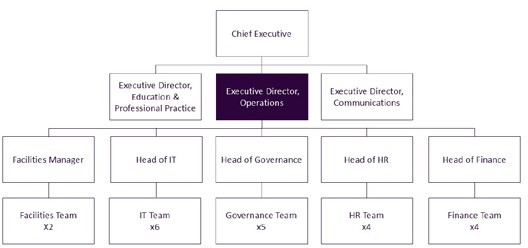 Chief Executive
Executive Director,
Education &
Professional Practice
Executive Director,
Operations
Executive Director,
Communications
Facilities Manager
Head of IT
Head of Governance
Head of HR
Head of Finance
Facilities Team
X2
IT Team
x6
Governance Team
x5
HR Team
x4
Finance Team
x4